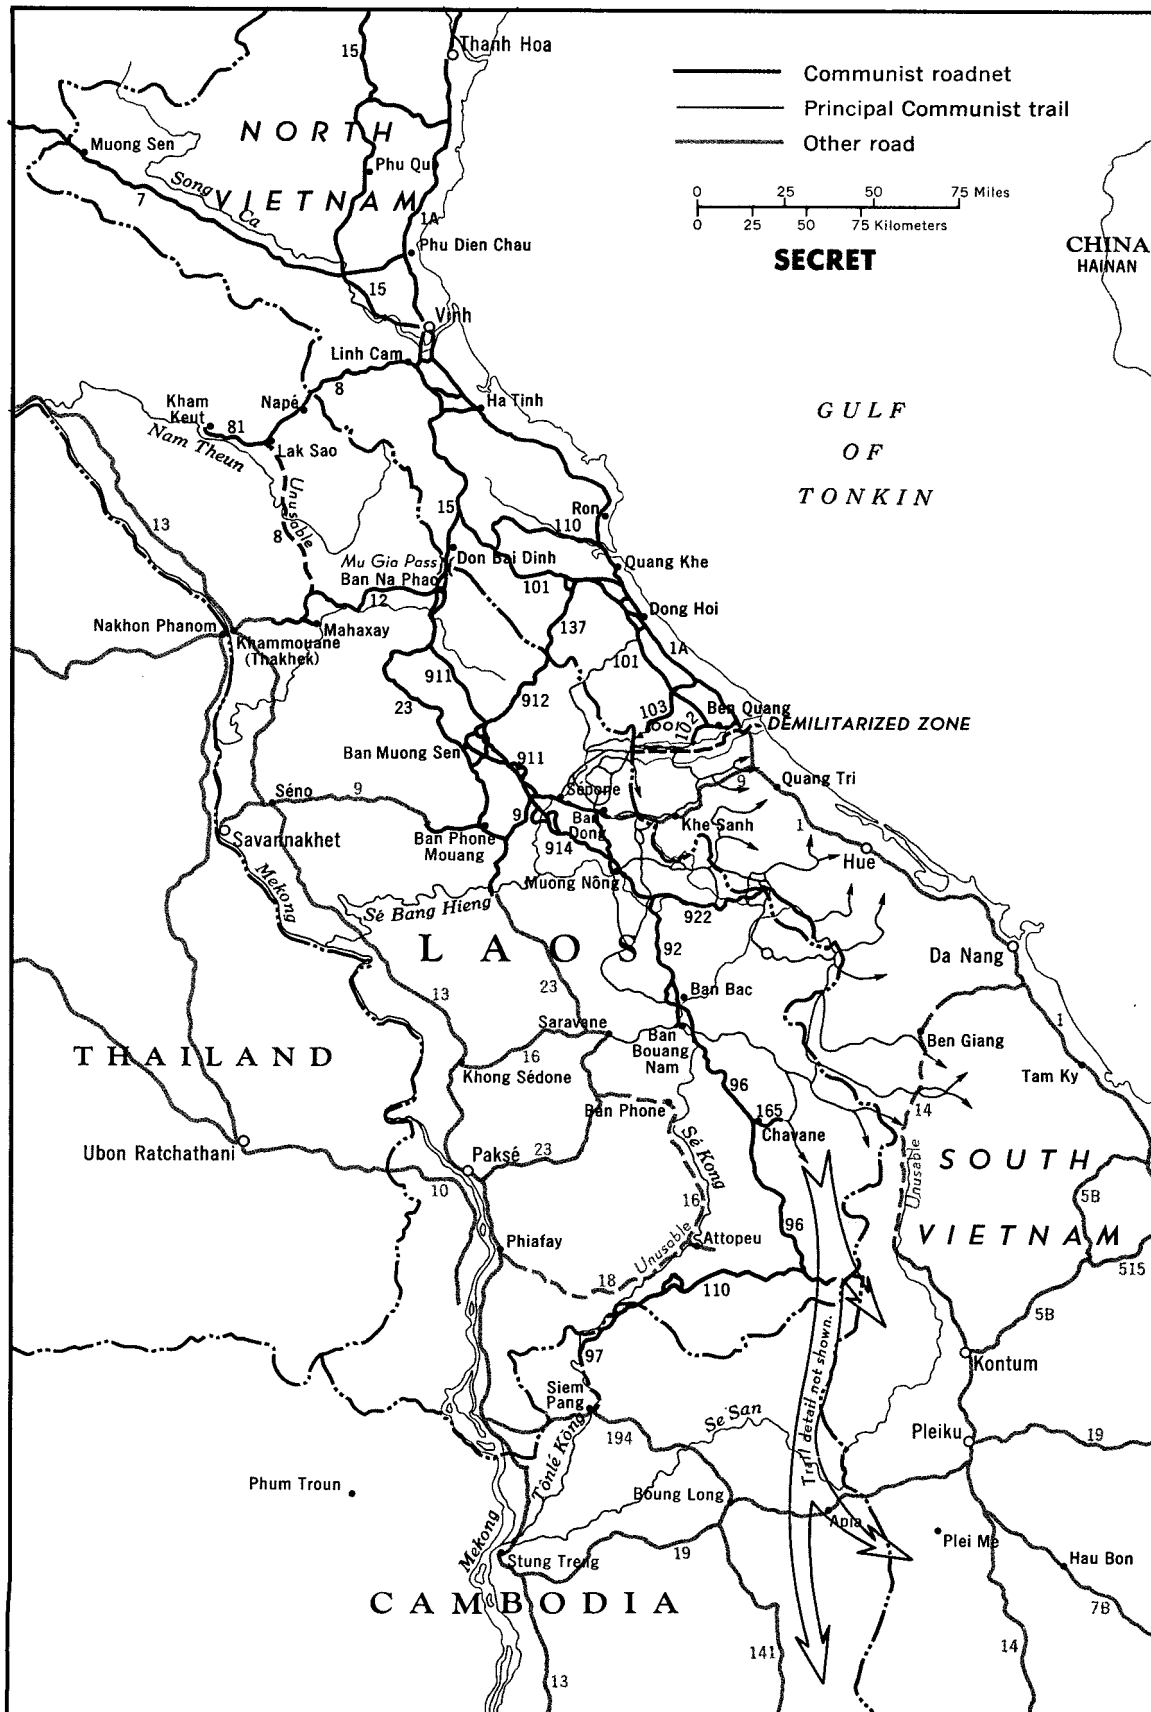 15
Thanh Hoa
Communist roadnet
Principal Communist trail
Other road
NORTH
VIETNAM
Muong Sen
Phu Qui
Song Ca
7
1A
0 25 50 75 Miles
0 25 50 75 Kilometers
SECRET
CHINA
HAINAN
Phu Dien Chau
15
Vinh
Linh Cam
8
Kham
Keut
Napé
Ha Tinh
81
Nam Theun
Lak Sao
GULF
OF
TONKIN
Unusable
8
13
15
Ron
110
Mu Gia Pass
Don Bai Dinh
Quang Khe
Ban Na Phao
101
12
Dong Hoi
Nakhon Phanom
Mahaxay
137
Khammouane
(Thakhek)
101
1A
911
23
912
103
102
Ben Quang
DEMILITARIZED ZONE
Ban Muong Sen
911
Quang Tri
9
Séno
9
Sépone
9
Ban
Dong
Khe Sanh
1
Savannakhet
Ban Phone
Mouang
914
Hue
Mekong
Muong Nông
Sé Bang Hieng
922
LAOS
92
Da Nang
13
23
Ban Bac
Saravane
Ban
Bouang
Nam
Ben Giang
1
THAILAND
16
Khong Sédone
Tam Ky
96
14
Ban Phone
165
Chavane
Ubon Ratchathani
Paksé
23
Sé Kong
Unusable
SOUTH
VIETNAM
10
16
5B
96
Phiafay
Unusable
Attopeu
515
18
110
5B
97
Trail detail not shown.
Kontum
Siem
Pang
Se San
194
Pleiku
19
Tônlé Kông
Phum Troun
Boung Long
Apia
Mekong
Plei Me
Stung Treng
19
Hau Bon
CAMBODIA
7B
141
14
13